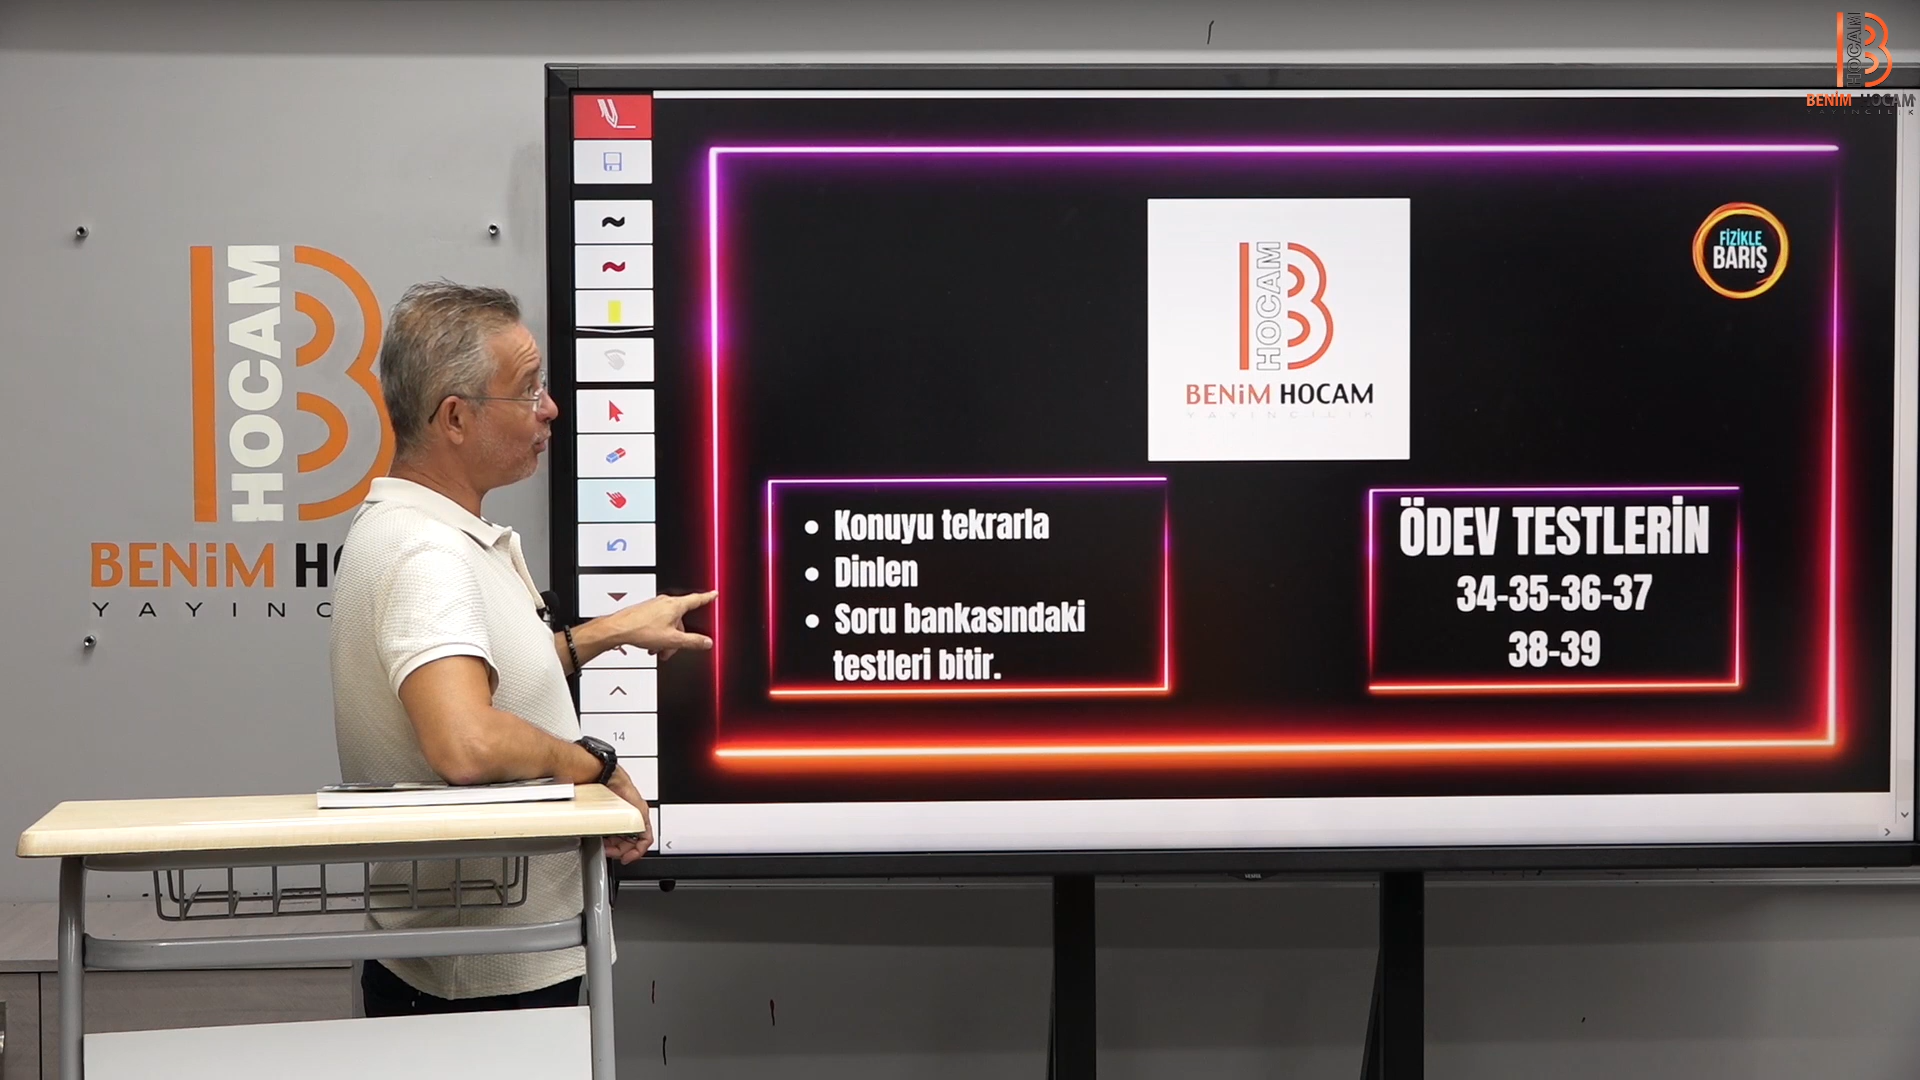 HOCAM
BENİM HOCAM
YAYINCILIK
HOCAM
BENİM H
YAYINC
HOCAM
BENİM HOCAM
YAYINCILIK
FİZİKLE
BARIŞ
• Konuyu tekrarla
• Dinlen
• Soru bankasındaki
testleri bitir.
ÖDEV TESTLERİN
34-35-36-37
38-39
14